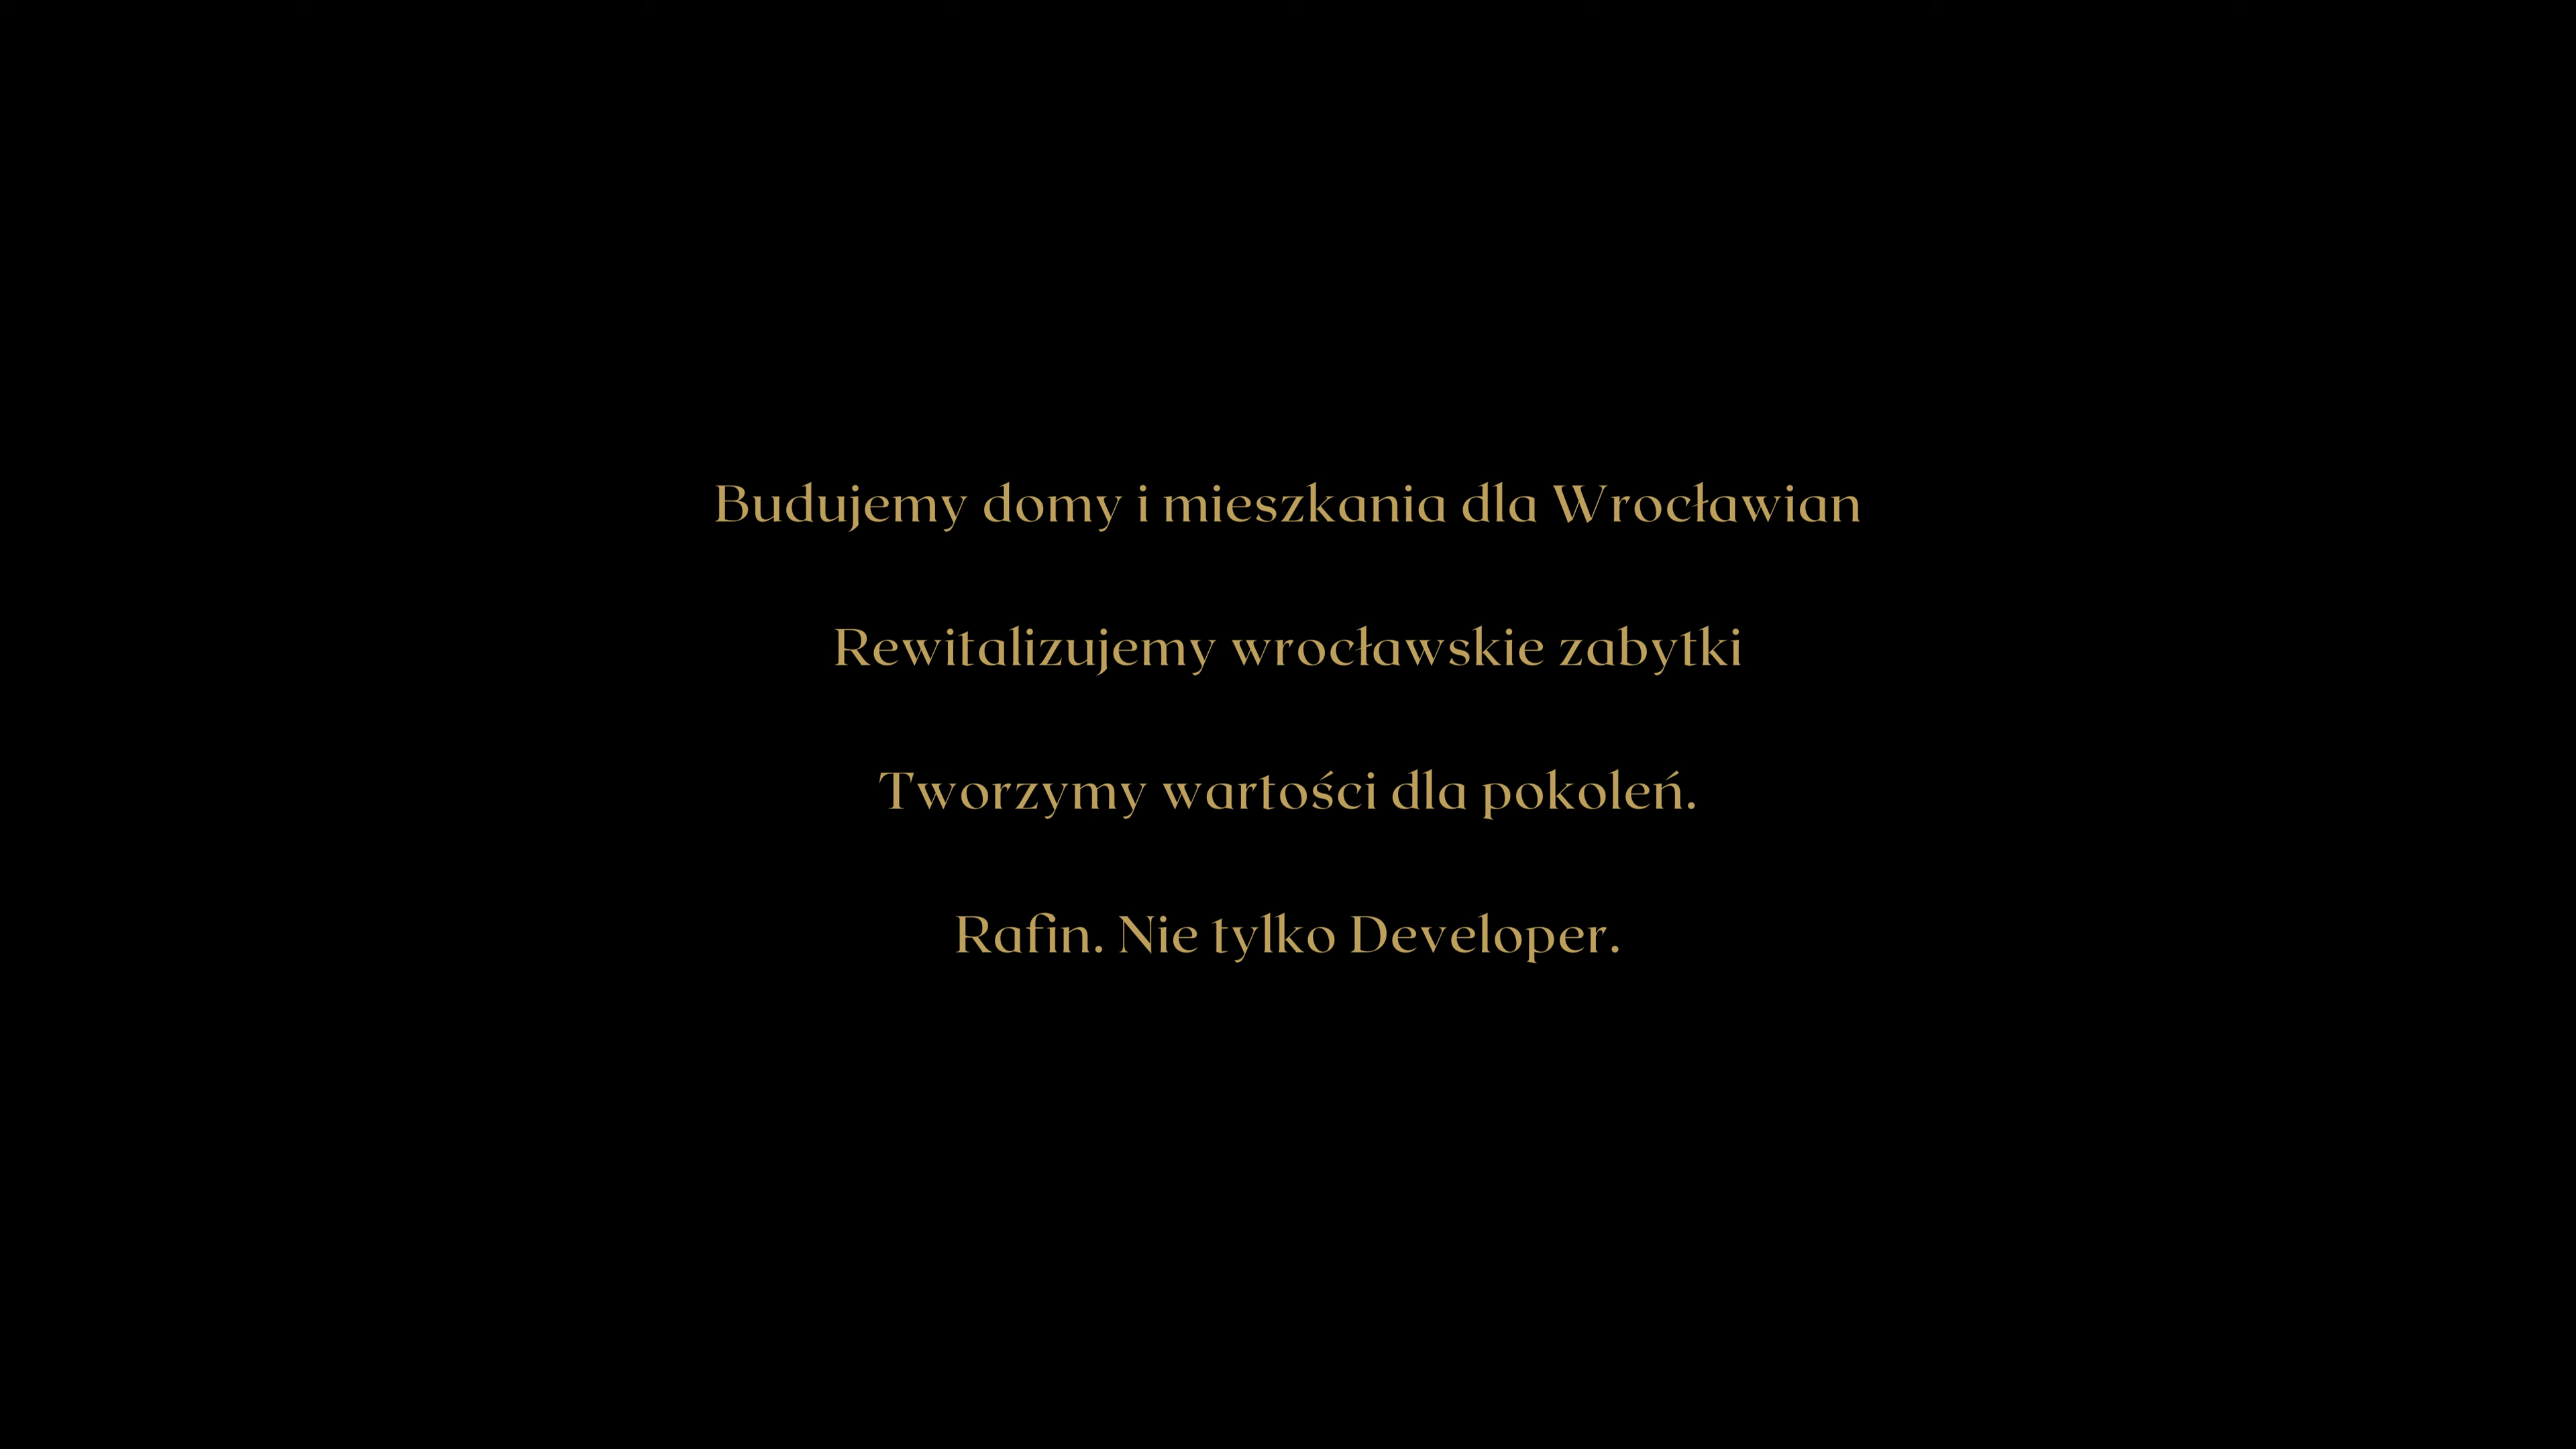 Budujemy domy i mieszkania dla Wrocławian
Rewitalizujemy wrocławskie zabytki
Tworzymy wartości dla pokoleń.
Rafin. Nie tylko Developer.